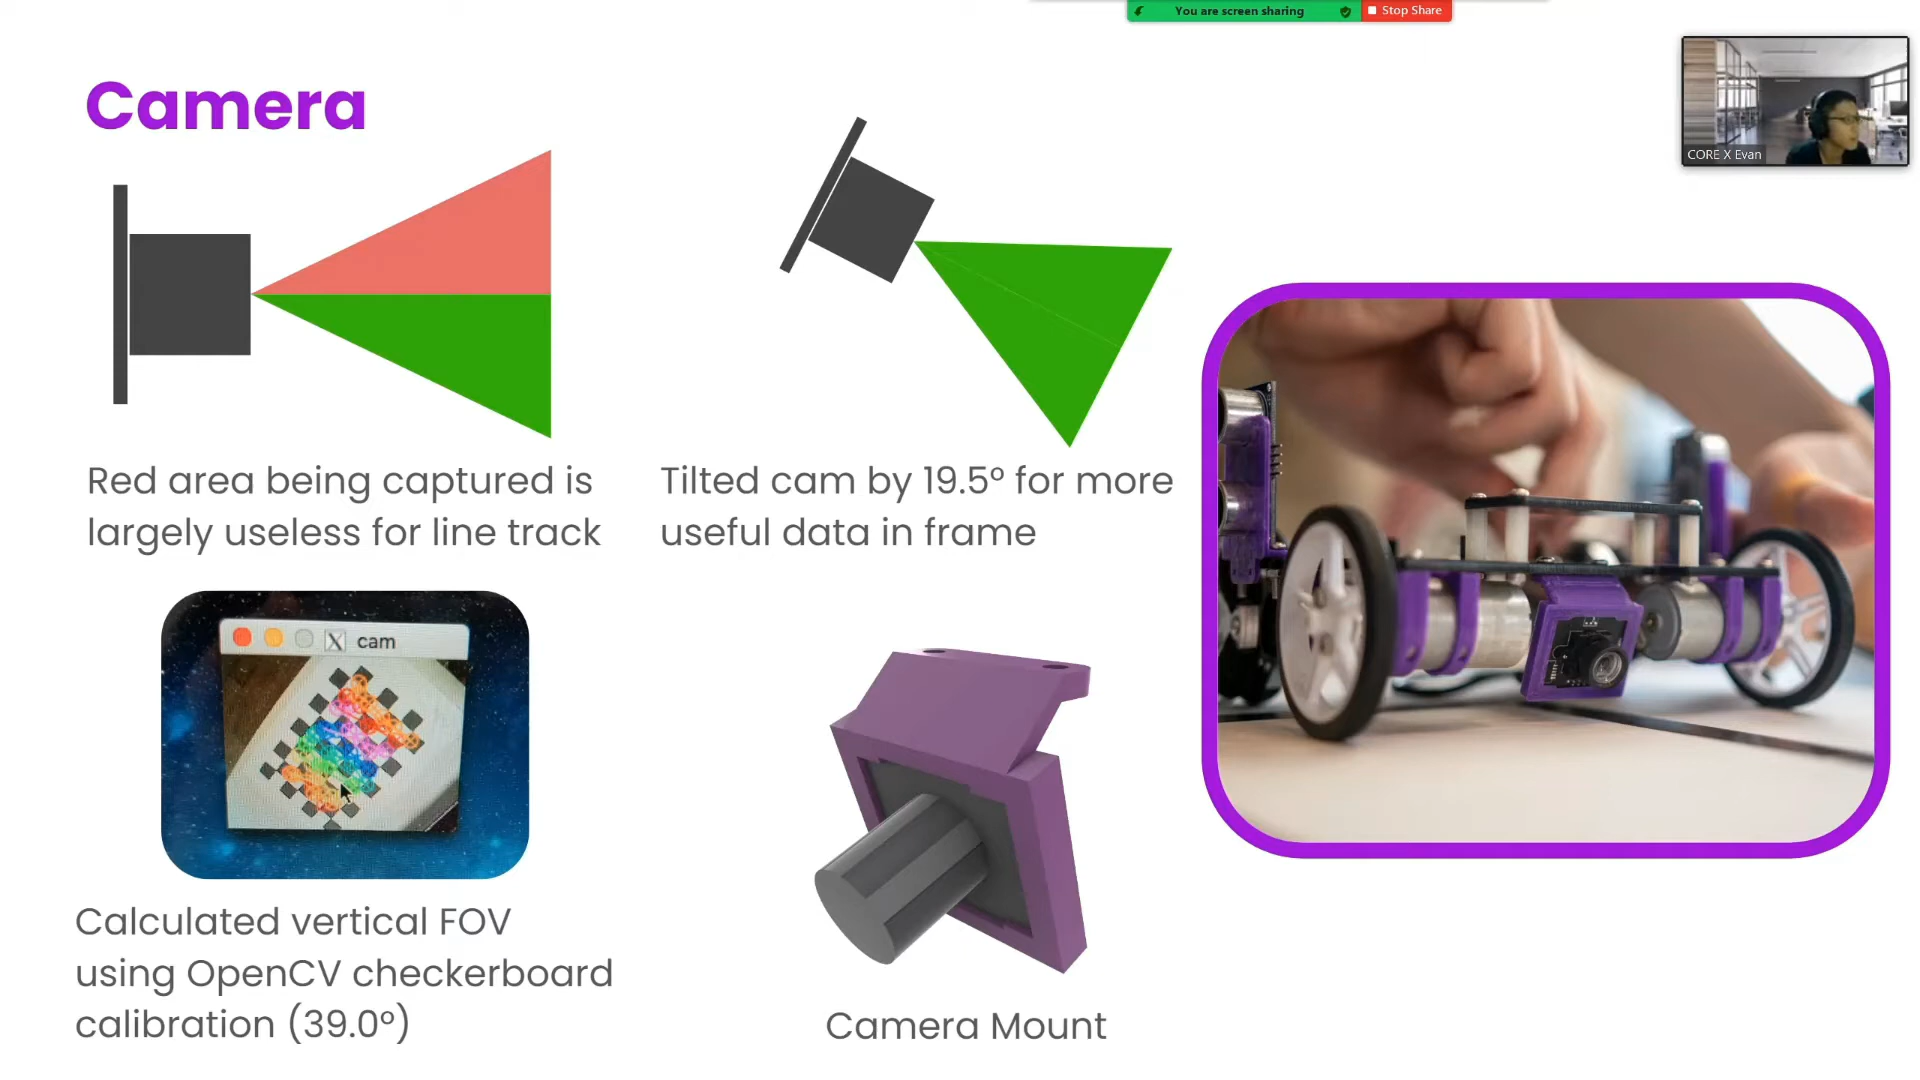 You are screen sharing
Stop Share
CORE X Evan
Camera
Red area being captured is
largely useless for line track
Tilted cam by 19.5° for more
useful data in frame
X cam
Calculated vertical FOV
using OpenCV checkerboard
calibration (39.0°)
Camera Mount